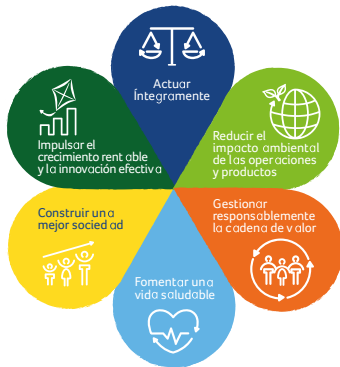 Actuar
Íntegramente
Reducir el
impacto ambiental
de las operaciones
y productos
Gestionar
responsablemente
la cadena de valor
Fomentar una
vida saludable
Construir una
mejor sociedad
Impulsar el
crecimiento rentable
y la innovación efectiva